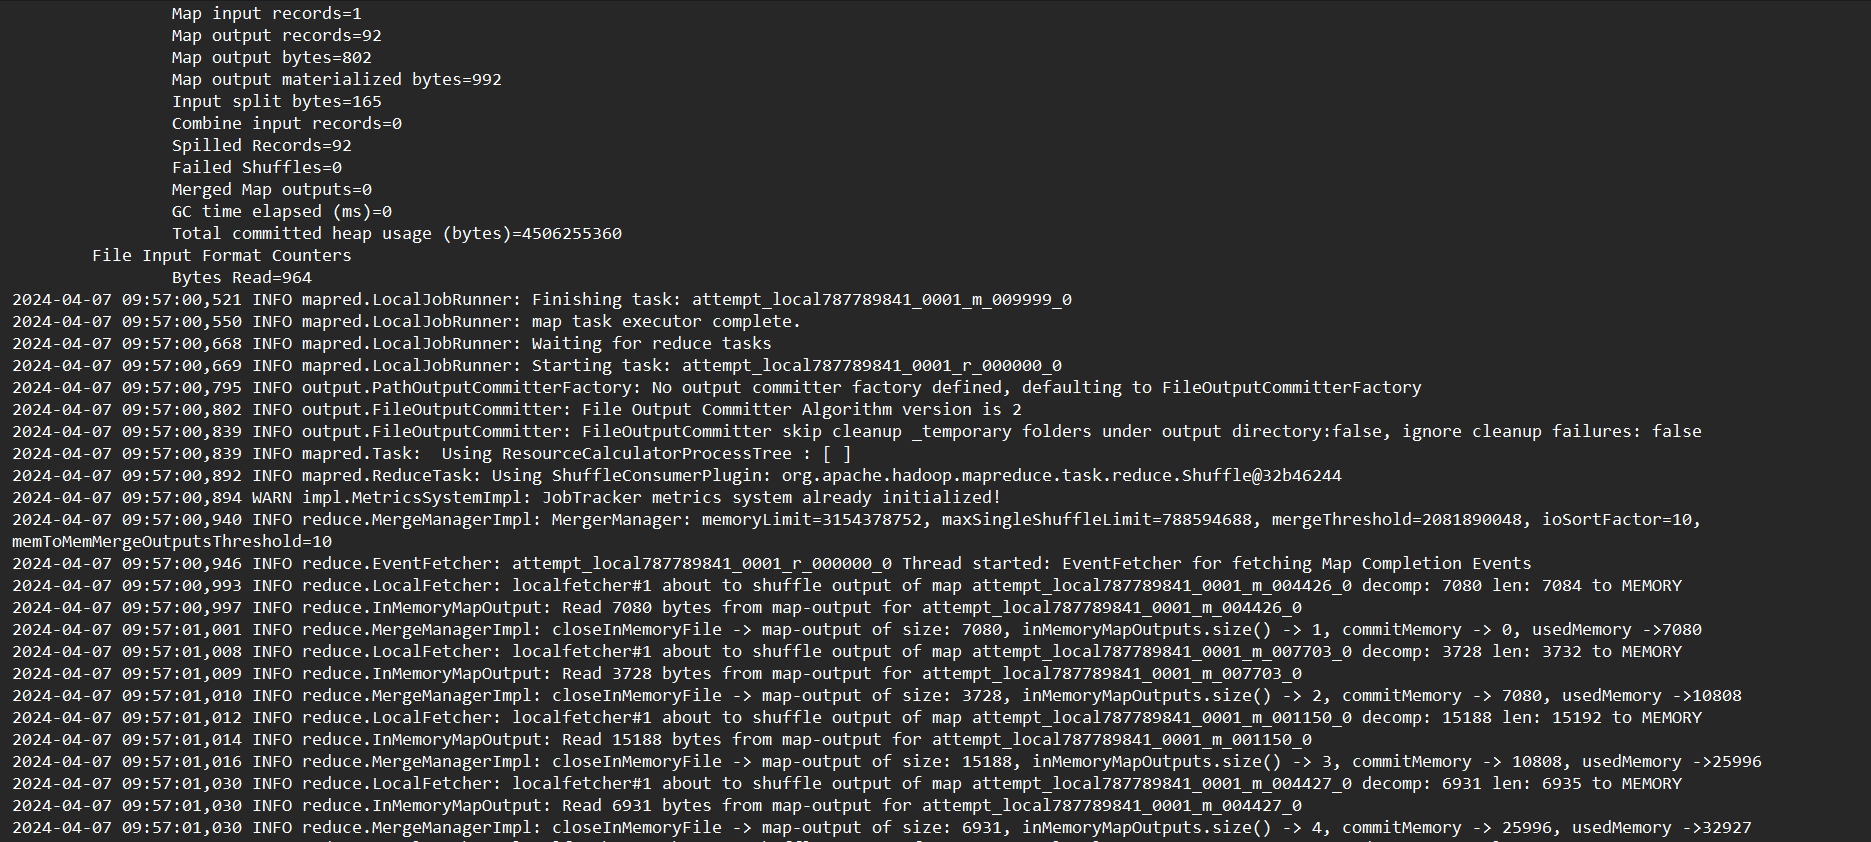 Map input records=1
Map output records=92
Map output bytes=802
Map output materialized bytes=992
Input split bytes=165
Combine input records=0
Spilled Records=92
Failed Shuffles=0
Merged Map outputs=0
GC time elapsed (ms)=0
Total committed heap usage (bytes)=4506255360
File Input Format Counters
Bytes Read=964
2024-04-07 09:57:00,521 INFO mapred.LocalJobRunner: Finishing task: attempt_local787789841_0001_m_009999_0
2024-04-07 09:57:00,550 INFO mapred.LocalJobRunner: map task executor complete.
2024-04-07 09:57:00,668 INFO mapred.LocalJobRunner: Waiting for reduce tasks
2024-04-07 09:57:00,669 INFO mapred.LocalJobRunner: Starting task: attempt_local787789841_0001_r_000000_0
2024-04-07 09:57:00,795 INFO output.PathOutputCommitterFactory: No output committer factory defined, defaulting to FileOutputCommitterFactory
2024-04-07 09:57:00,802 INFO output.FileOutputCommitter: File Output Committer Algorithm version is 2
2024-04-07 09:57:00,839 INFO output.FileOutputCommitter: FileOutputCommitter skip cleanup _temporary folders under output directory:false, ignore cleanup failures: false
2024-04-07 09:57:00,839 INFO mapred.Task:  Using ResourceCalculatorProcessTree : [ ]
2024-04-07 09:57:00,892 INFO mapred.ReduceTask: Using ShuffleConsumerPlugin: org.apache.hadoop.mapreduce.task.reduce.Shuffle@32b46244
2024-04-07 09:57:00,894 WARN impl.MetricsSystemImpl: JobTracker metrics system already initialized!
2024-04-07 09:57:00,940 INFO reduce.MergeManagerImpl: MergerManager: memoryLimit=3154378752, maxSingleShuffleLimit=788594688, mergeThreshold=2081890048, ioSortFactor=10,
memToMemMergeOutputsThreshold=10
2024-04-07 09:57:00,946 INFO reduce.EventFetcher: attempt_local787789841_0001_r_000000_0 Thread started: EventFetcher for fetching Map Completion Events
2024-04-07 09:57:00,993 INFO reduce.LocalFetcher: localfetcher#1 about to shuffle output of map attempt_local787789841_0001_m_004426_0 decomp: 7080 len: 7084 to MEMORY
2024-04-07 09:57:00,997 INFO reduce.InMemoryMapOutput: Read 7080 bytes from map-output for attempt_local787789841_0001_m_004426_0
2024-04-07 09:57:01,001 INFO reduce.MergeManagerImpl: closeInMemoryFile -> map-output of size: 7080, inMemoryMapOutputs.size() -> 1, commitMemory -> 0, usedMemory ->7080
2024-04-07 09:57:01,008 INFO reduce.LocalFetcher: localfetcher#1 about to shuffle output of map attempt_local787789841_0001_m_007703_0 decomp: 3728 len: 3732 to MEMORY
2024-04-07 09:57:01,009 INFO reduce.InMemoryMapOutput: Read 3728 bytes from map-output for attempt_local787789841_0001_m_007703_0
2024-04-07 09:57:01,010 INFO reduce.MergeManagerImpl: closeInMemoryFile -> map-output of size: 3728, inMemoryMapOutputs.size() -> 2, commitMemory -> 7080, usedMemory ->10808
2024-04-07 09:57:01,012 INFO reduce.LocalFetcher: localfetcher#1 about to shuffle output of map attempt_local787789841_0001_m_001150_0 decomp: 15188 len: 15192 to MEMORY
2024-04-07 09:57:01,014 INFO reduce.InMemoryMapOutput: Read 15188 bytes from map-output for attempt_local787789841_0001_m_001150_0
2024-04-07 09:57:01,016 INFO reduce.MergeManagerImpl: closeInMemoryFile -> map-output of size: 15188, inMemoryMapOutputs.size() -> 3, commitMemory -> 10808, usedMemory ->25996
2024-04-07 09:57:01,030 INFO reduce.LocalFetcher: localfetcher#1 about to shuffle output of map attempt_local787789841_0001_m_004427_0 decomp: 6931 len: 6935 to MEMORY
2024-04-07 09:57:01,030 INFO reduce.InMemoryMapOutput: Read 6931 bytes from map-output for attempt_local787789841_0001_m_004427_0
2024-04-07 09:57:01,030 INFO reduce.MergeManagerImpl: closeInMemoryFile -> map-output of size: 6931, inMemoryMapOutputs.size() -> 4, commitMemory -> 25996, usedMemory ->32927